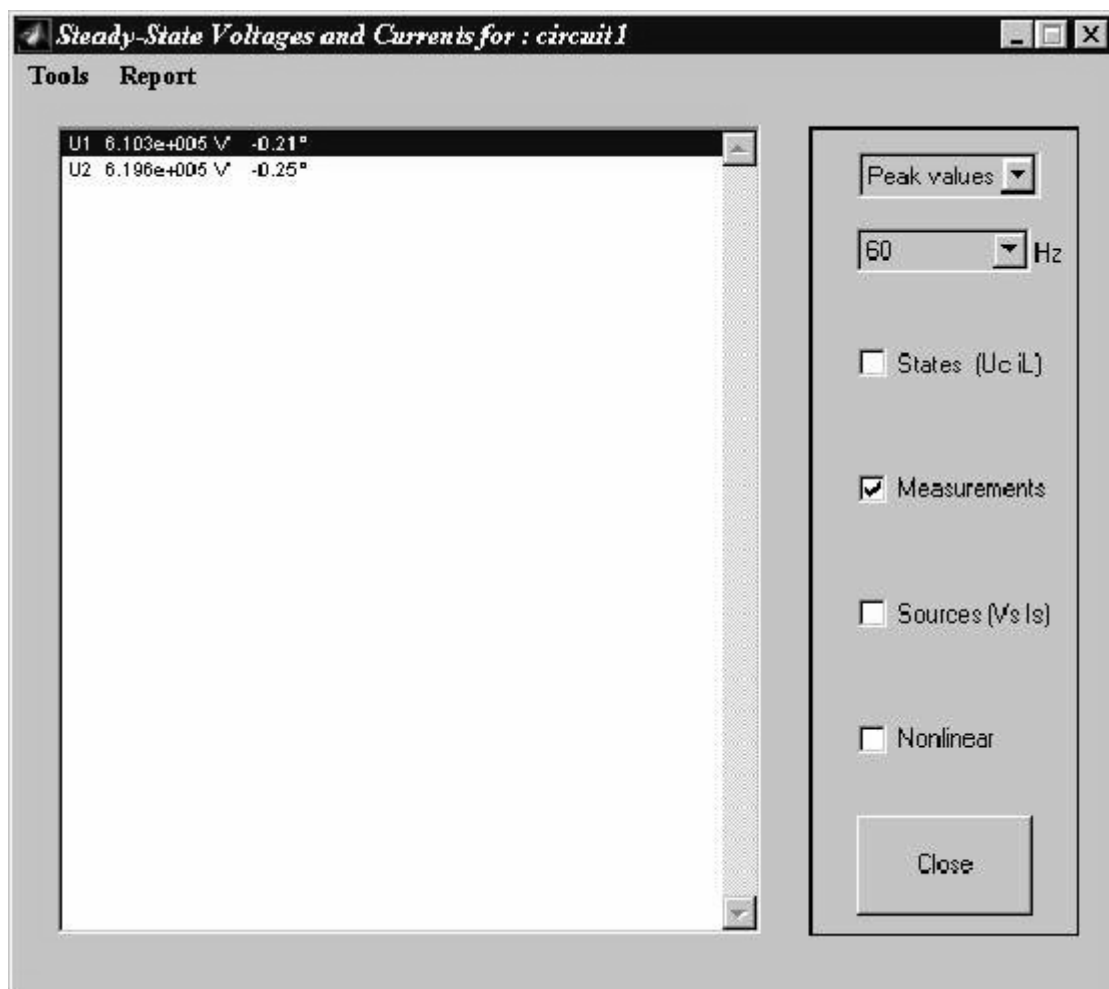 Steady-State Voltages and Currents for : circuit1
Tools Report
U1 6.103e+005 V -0.21°
U2 6.196e+005 V -0.25°
Peak values
60 Hz
States (Uc iL)
Measurements
Sources (Vs Is)
Nonlinear
Close